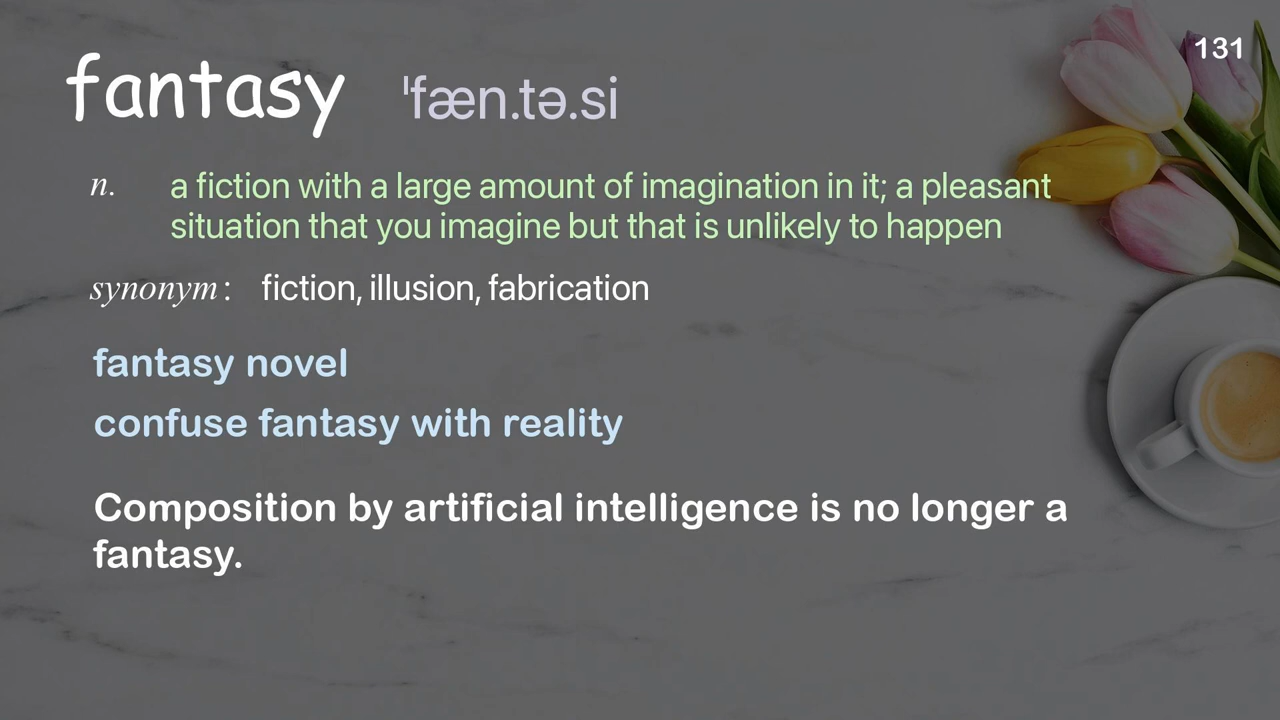 131
fantasy ˈfæn.tə.si
n. a fiction with a large amount of imagination in it; a pleasant
situation that you imagine but that is unlikely to happen
synonym: fiction, illusion, fabrication
fantasy novel
confuse fantasy with reality
Composition by artificial intelligence is no longer a
fantasy.